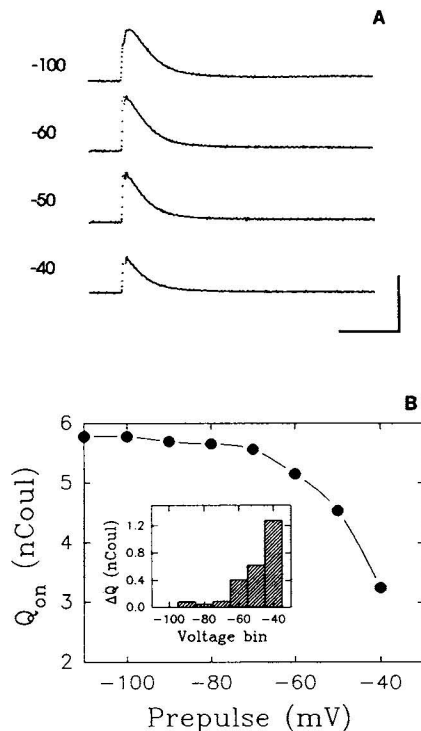 A
-100
-60
-50
-40
B
Q_on (nCoul)
6
5
4
3
2
ΔQ (nCoul)
1.2
0.8
0.4
0.0
-100 -80 -60 -40
Voltage bin
-100 -80 -60 -40
Prepulse (mV)